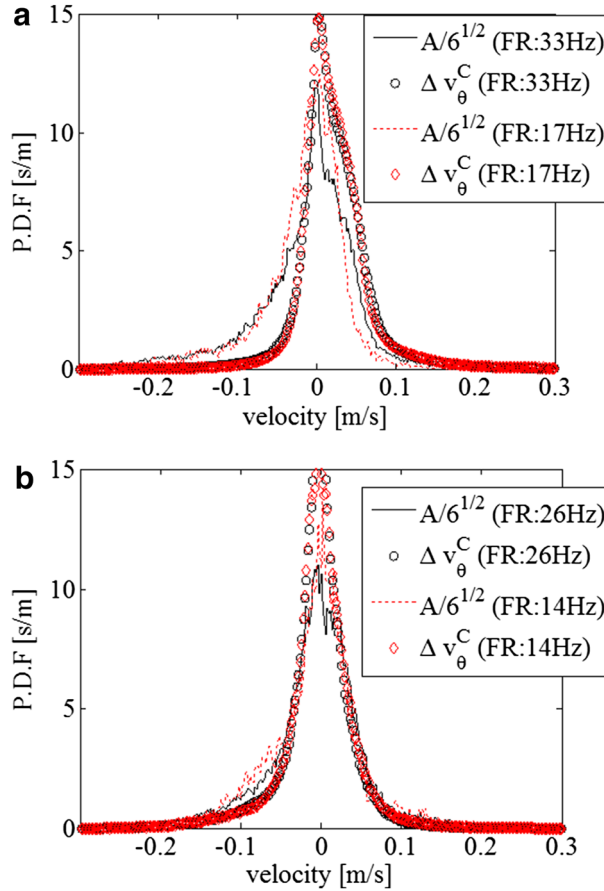 a
15
10
5
0
P.D.F [s/m]
-0.2
-0.1
0
0.1
0.2
0.3
velocity [m/s]
A/6^{1/2} (FR:33Hz)
Δ v_θ^C (FR:33Hz)
A/6^{1/2} (FR:17Hz)
Δ v_θ^C (FR:17Hz)
b
15
10
5
0
P.D.F [s/m]
-0.2
-0.1
0
0.1
0.2
0.3
velocity [m/s]
A/6^{1/2} (FR:26Hz)
Δ v_θ^C (FR:26Hz)
A/6^{1/2} (FR:14Hz)
Δ v_θ^C (FR:14Hz)